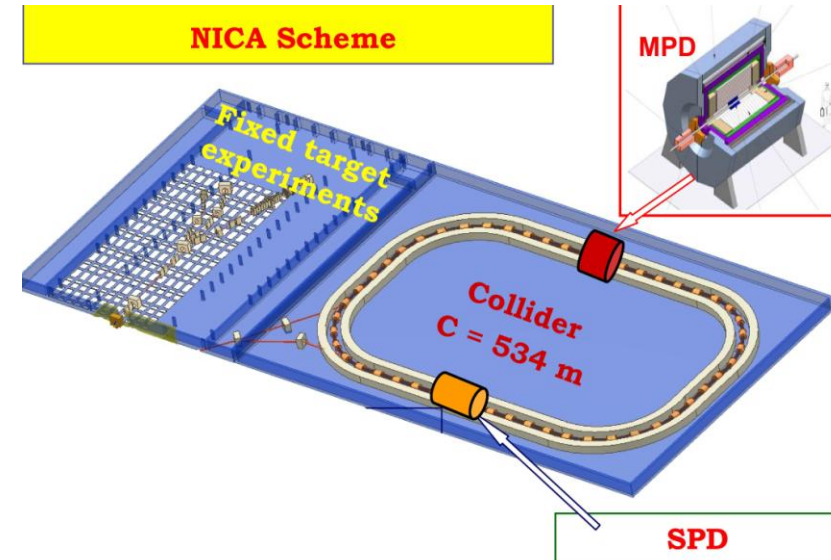 NICA Scheme
MPD
Fixed target
experiments
Collider
C = 534 m
SPD